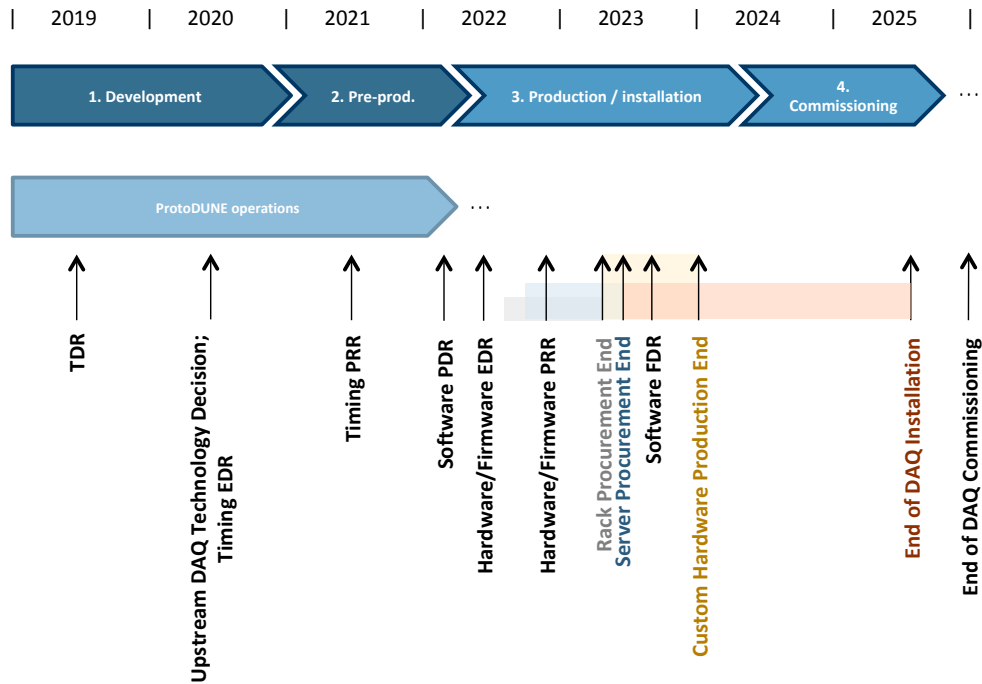 | 2019 | 2020 | 2021 | 2022 | 2023 | 2024 | 2025 |
1. Development
2. Pre-prod.
3. Production / installation
4.
Commissioning
...
ProtoDUNE operations
...
TDR
Upstream DAQ Technology Decision;
Timing EDR
Timing PRR
Software PDR
Hardware/Firmware EDR
Hardware/Firmware PRR
Rack Procurement End
Server Procurement End
Software FDR
Custom Hardware Production End
End of DAQ Installation
End of DAQ Commissioning